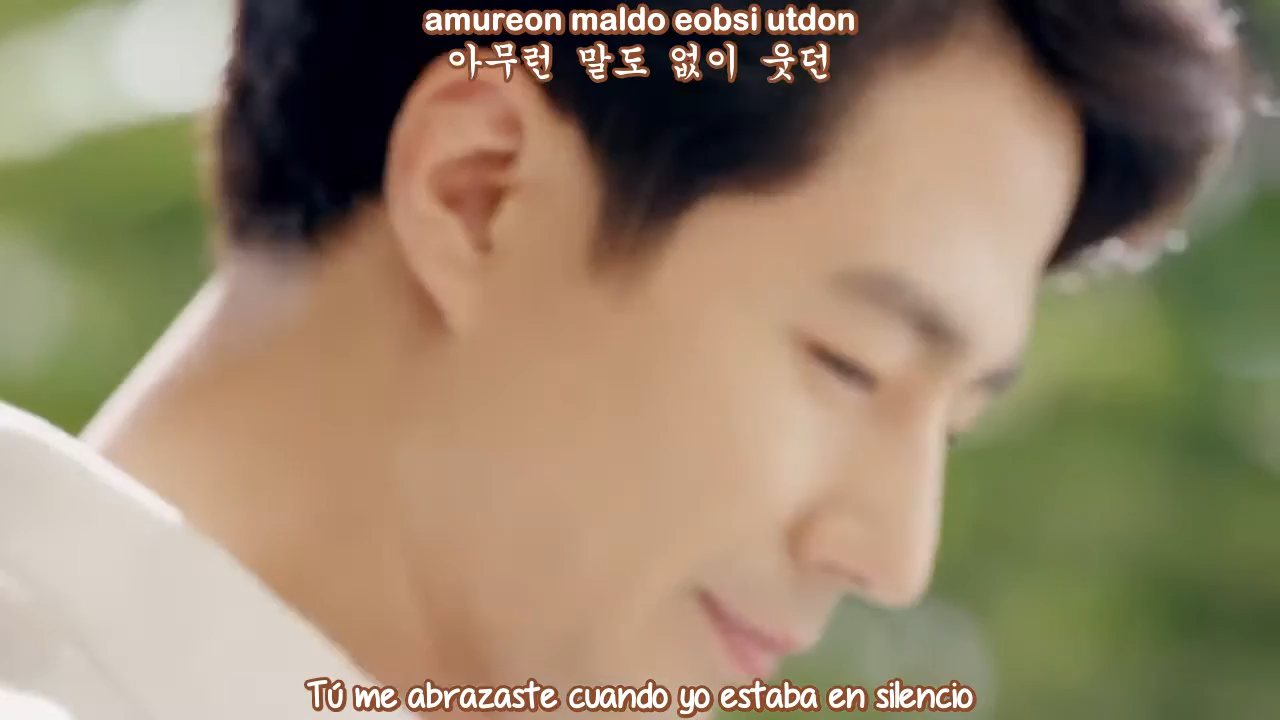 amureon maldo eobsi utdon
아무런 말도 없이 웃던
Tú me abrazaste cuando yo estaba en silencio